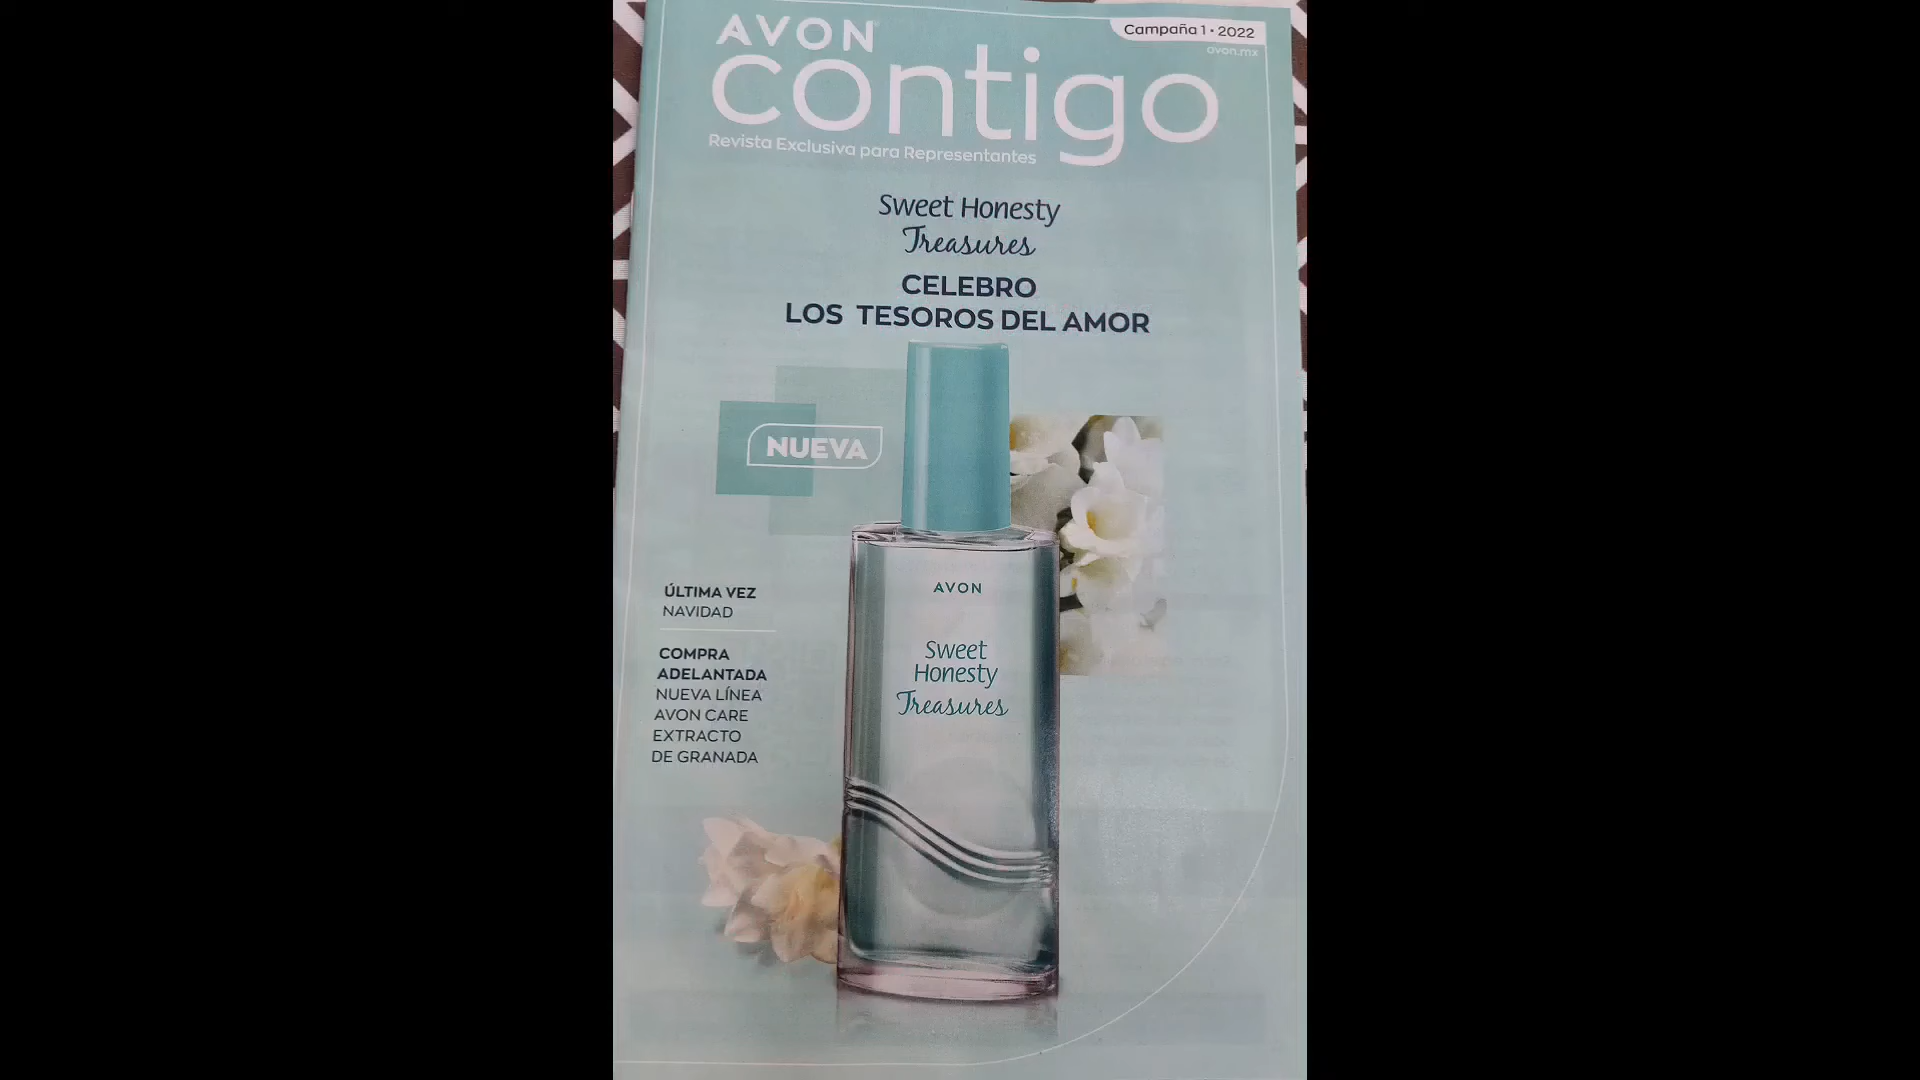 AVON
contigo
Revista Exclusiva para Representantes
Campaña 1 • 2022
avon.mx
Sweet Honesty
Treasures
CELEBRO
LOS TESOROS DEL AMOR
NUEVA
ÚLTIMA VEZ
NAVIDAD
COMPRA
ADELANTADA
NUEVA LÍNEA
AVON CARE
EXTRACTO
DE GRANADA
AVON
Sweet
Honesty
Treasures